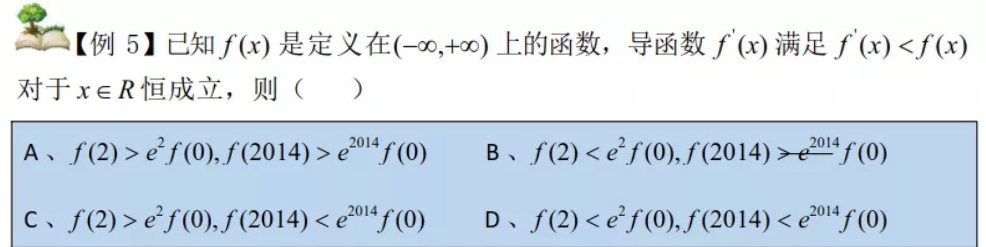 【例 5】已知 f(x) 是定义在(−∞,+∞) 上的函数，导函数 f'(x) 满足 f'(x) < f(x)
对于 x ∈ R 恒成立，则（  ）
A、f(2) > e²f(0), f(2014) > e²⁰¹⁴f(0) B、f(2) < e²f(0), f(2014) > e²⁰¹⁴f(0)
C、f(2) > e²f(0), f(2014) < e²⁰¹⁴f(0) D、f(2) < e²f(0), f(2014) < e²⁰¹⁴f(0)